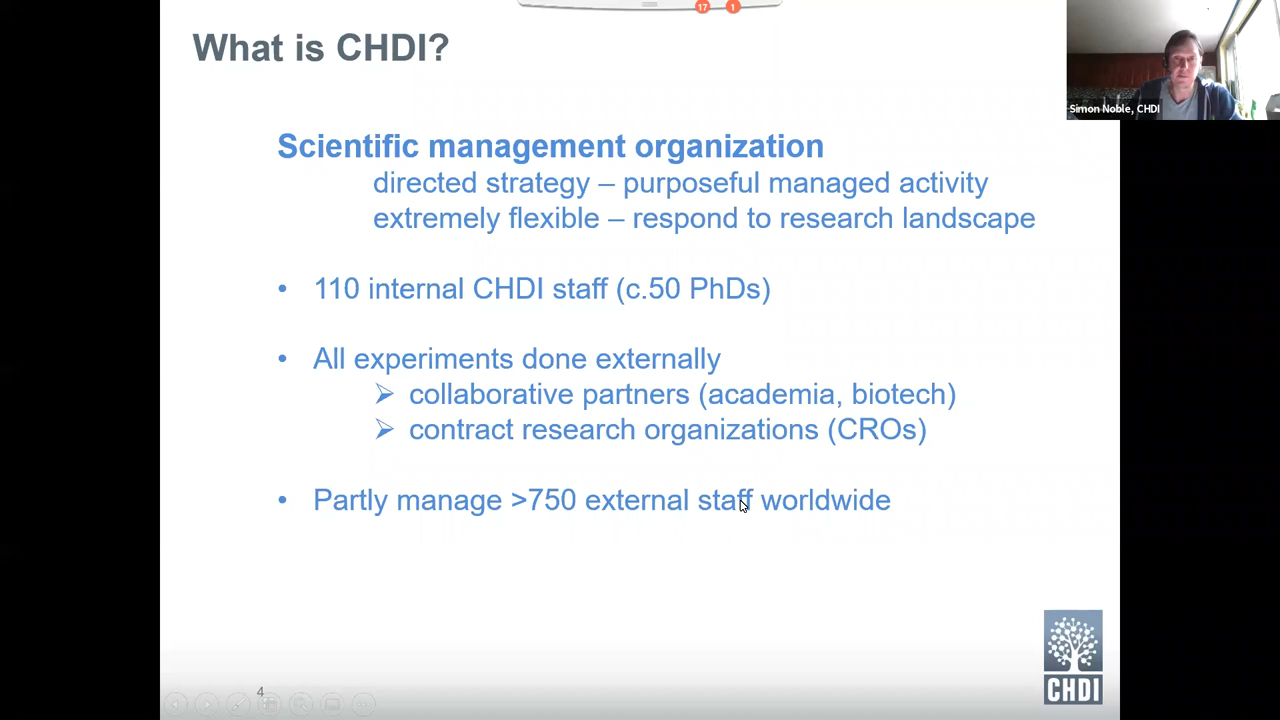 17
1
What is CHDI?
Simon Noble, CHDI
Scientific management organization
directed strategy – purposeful managed activity
extremely flexible – respond to research landscape
• 110 internal CHDI staff (c.50 PhDs)
• All experiments done externally
➢ collaborative partners (academia, biotech)
➢ contract research organizations (CROs)
• Partly manage >750 external staff worldwide
4
CHDI